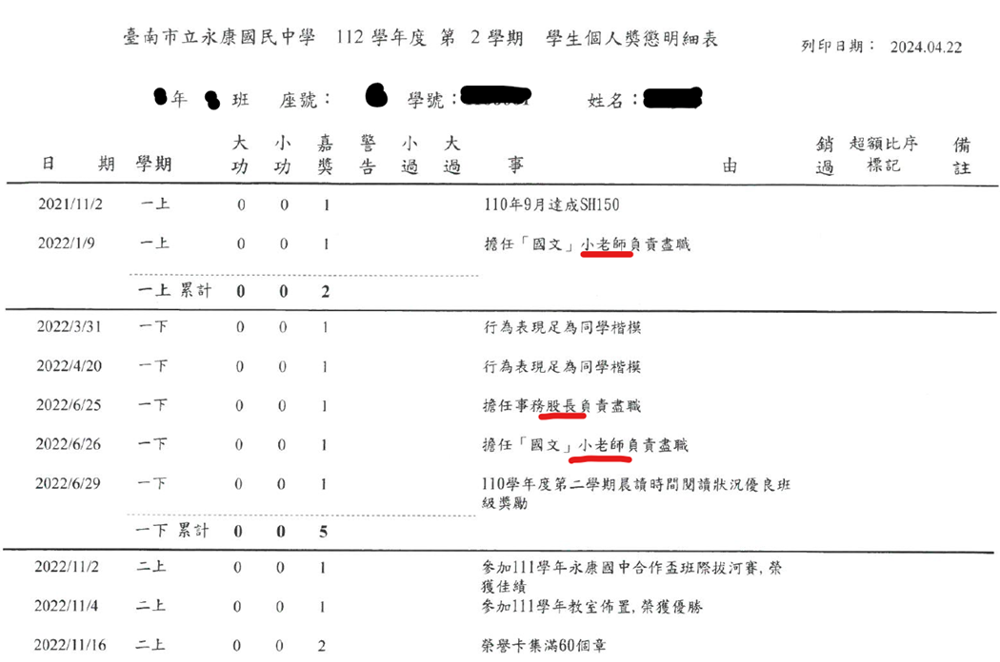 臺南市立永康國民中學 112 學年度 第 2 學期 學生個人獎懲明細表
列印日期： 2024.04.22
年 班 座號： 學號： 姓名：
日 期 學期 大功 小功 嘉獎 警告 小過 大過 事 由 銷過 超額比序標記 備註
2021/11/2 一上 0 0 1 110年9月達成SH150
2022/1/9 一上 0 0 1 擔任「國文」小老師負責盡職
一上 累計 0 0 2
2022/3/31 一下 0 0 1 行為表現足為同學楷模
2022/4/20 一下 0 0 1 行為表現足為同學楷模
2022/6/25 一下 0 0 1 擔任事務股長負責盡職
2022/6/26 一下 0 0 1 擔任「國文」小老師負責盡職
2022/6/29 一下 0 0 1 110學年度第二學期晨讀時間閱讀狀況優良班
級獎勵
一下 累計 0 0 5
2022/11/2 二上 0 0 1 參加111學年永康國中合作盃班際拔河賽, 榮
獲佳績
2022/11/4 二上 0 0 1 參加111學年教室佈置, 榮獲優勝
2022/11/16 二上 0 0 2 榮譽卡集滿60個章